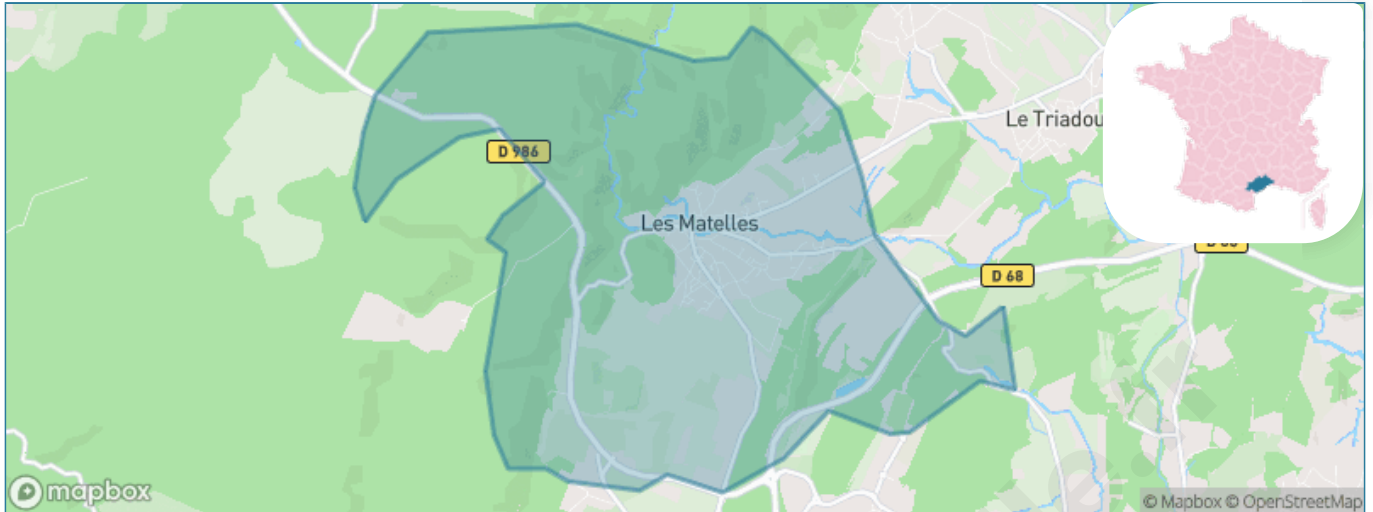 Le Triadou
D 986
Les Matelles
D 68
mapbox
© Mapbox © OpenStreetMap